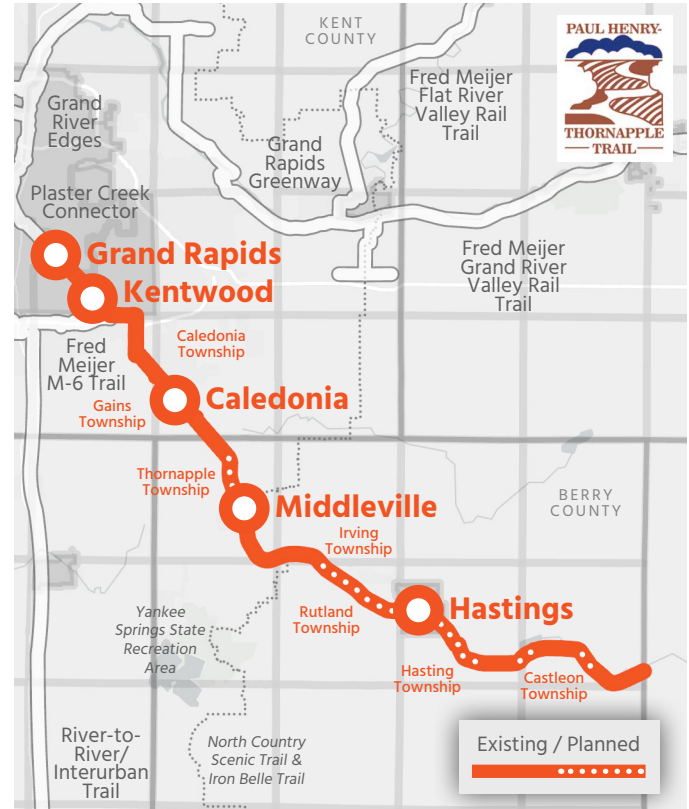 KENT
COUNTY
PAUL HENRY-
THORNAPPLE
TRAIL
Fred Meijer
Flat River
Valley Rail
Trail
Grand
River
Edges
Grand
Rapids
Greenway
Plaster Creek
Connector
Grand Rapids
Kentwood
Fred Meijer
Grand River
Valley Rail
Trail
Caledonia
Township
Fred
Meijer
M-6 Trail
Caledonia
Gains
Township
Thornapple
Township
Middleville
BERRY
COUNTY
Irving
Township
Hastings
Rutland
Township
Yankee
Springs State
Recreation
Area
Hasting
Township
Castleon
Township
River-to-
River/
Interurban
Trail
North Country
Scenic Trail &
Iron Belle Trail
Existing / Planned